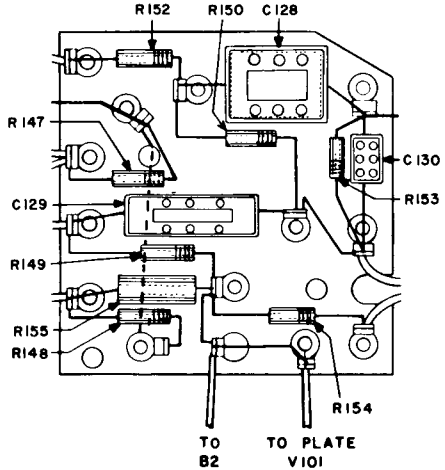 R152
R150
C128
R147
C130
R153
C129
R149
R155
R148
R154
TO
B2
TO PLATE
V101